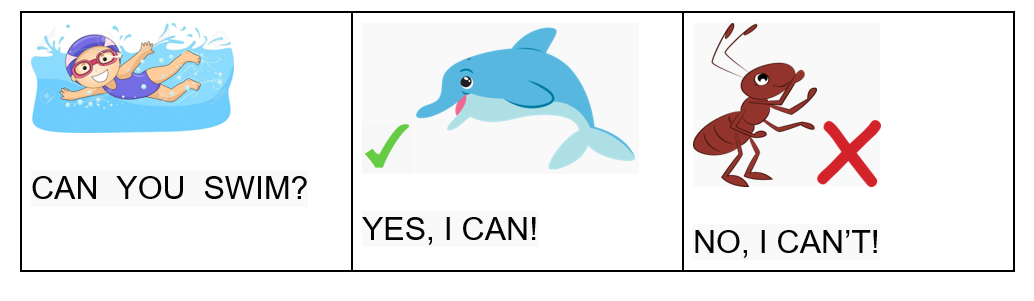 CAN YOU SWIM?
YES, I CAN!
NO, I CAN’T!